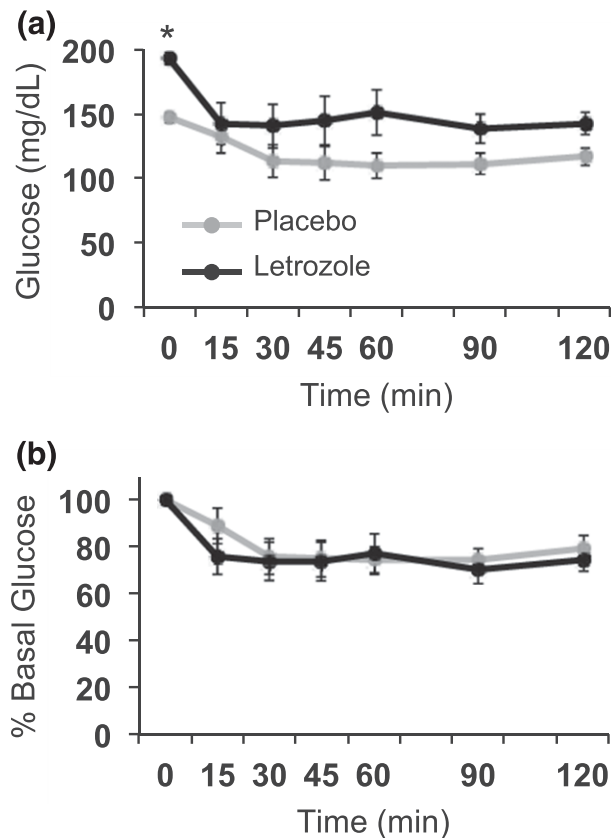 (a)
*
Glucose (mg/dL)
200
150
100
50
0
Placebo
Letrozole
0 15 30 45 60 90 120
Time (min)
(b)
% Basal Glucose
100
80
60
40
20
0
0 15 30 45 60 90 120
Time (min)